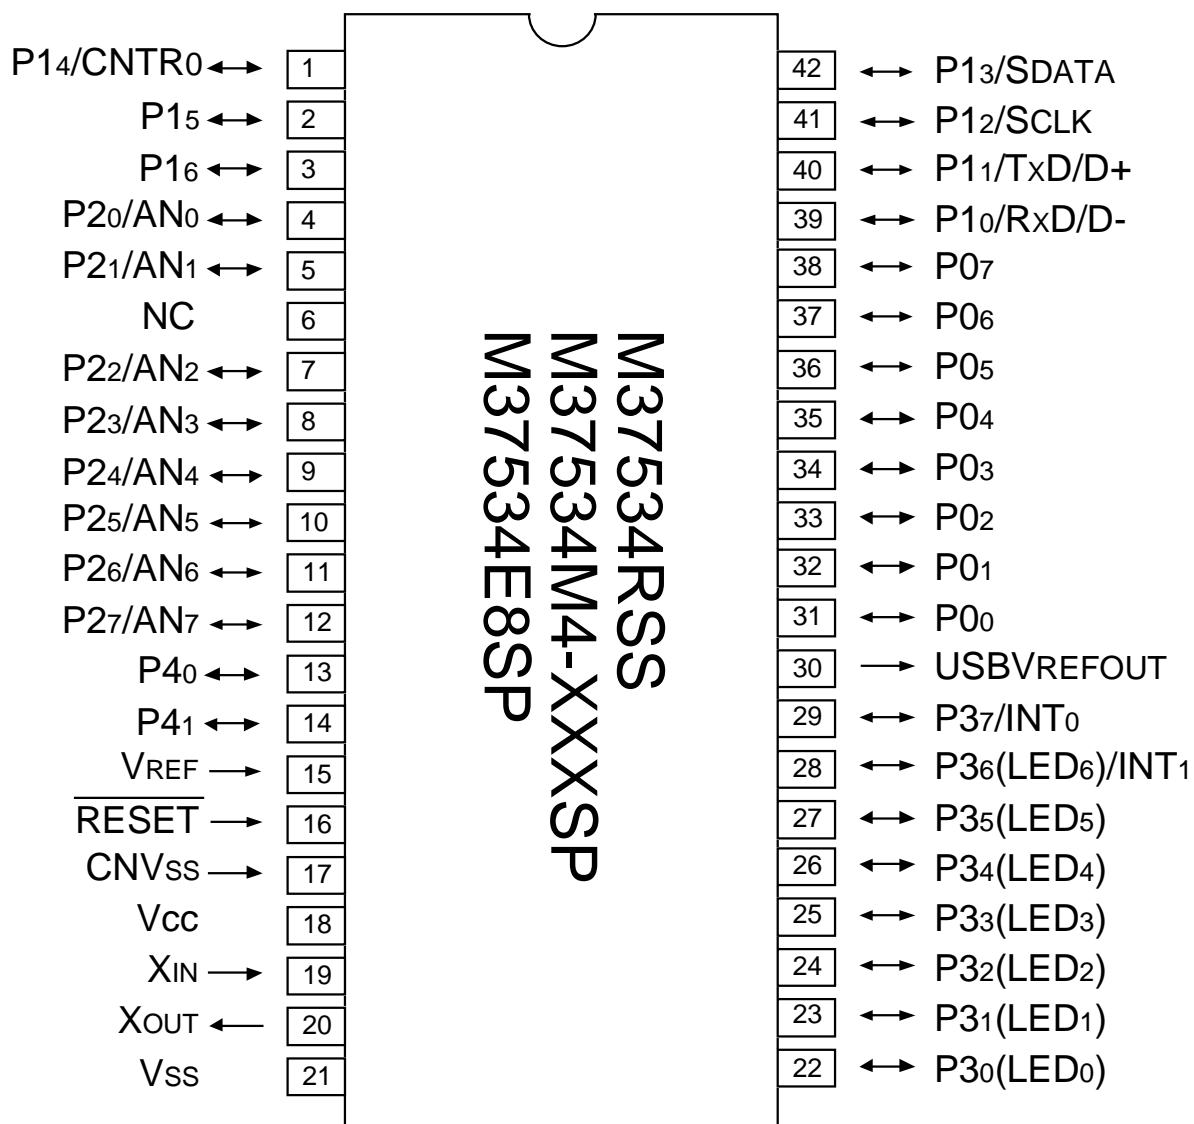 P14/CNTR0 1
P15 2
P16 3
P20/AN0 4
P21/AN1 5
NC 6
P22/AN2 7
P23/AN3 8
P24/AN4 9
P25/AN5 10
P26/AN6 11
P27/AN7 12
P40 13
P41 14
VREF 15
RESET 16
CNVSS 17
VCC 18
XIN 19
XOUT 20
VSS 21
M37534RSS
M37534M4-XXXSP
M37534E8SP
42 P13/SDATA
41 P12/SCLK
40 P11/TXD/D+
39 P10/RXD/D-
38 P07
37 P06
36 P05
35 P04
34 P03
33 P02
32 P01
31 P00
30 USBVREFOUT
29 P37/INT0
28 P36(LED6)/INT1
27 P35(LED5)
26 P34(LED4)
25 P33(LED3)
24 P32(LED2)
23 P31(LED1)
22 P30(LED0)